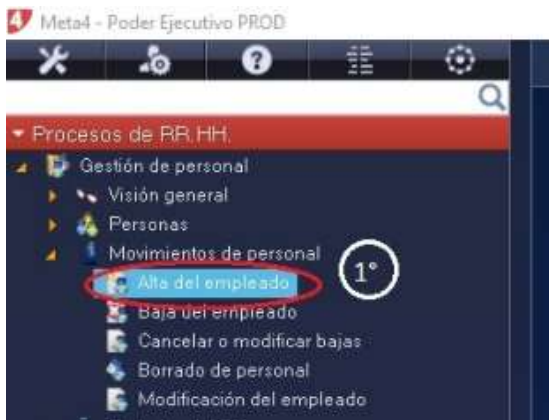 Meta4 - Poder Ejecutivo PROD
Procesos de RR.HH.
Gestión de personal
Visión general
Personas
Movimientos de personal
Alta del empleado
1°
Baja del empleado
Cancelar o modificar bajas
Borrado de personal
Modificación del empleado